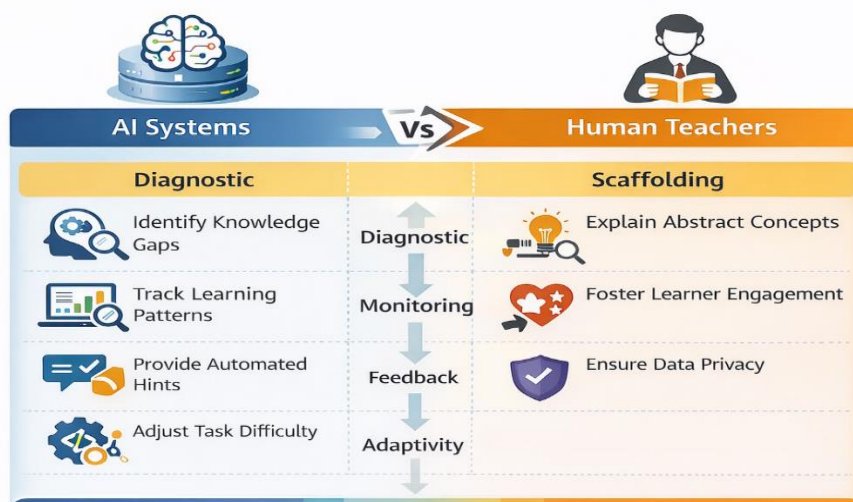 AI Systems
Vs
Human Teachers
Diagnostic
Scaffolding
Identify Knowledge
Gaps
Diagnostic
Explain Abstract Concepts
Track Learning
Patterns
Monitoring
Foster Learner Engagement
Provide Automated
Hints
Feedback
Ensure Data Privacy
Adjust Task Difficulty
Adaptivity